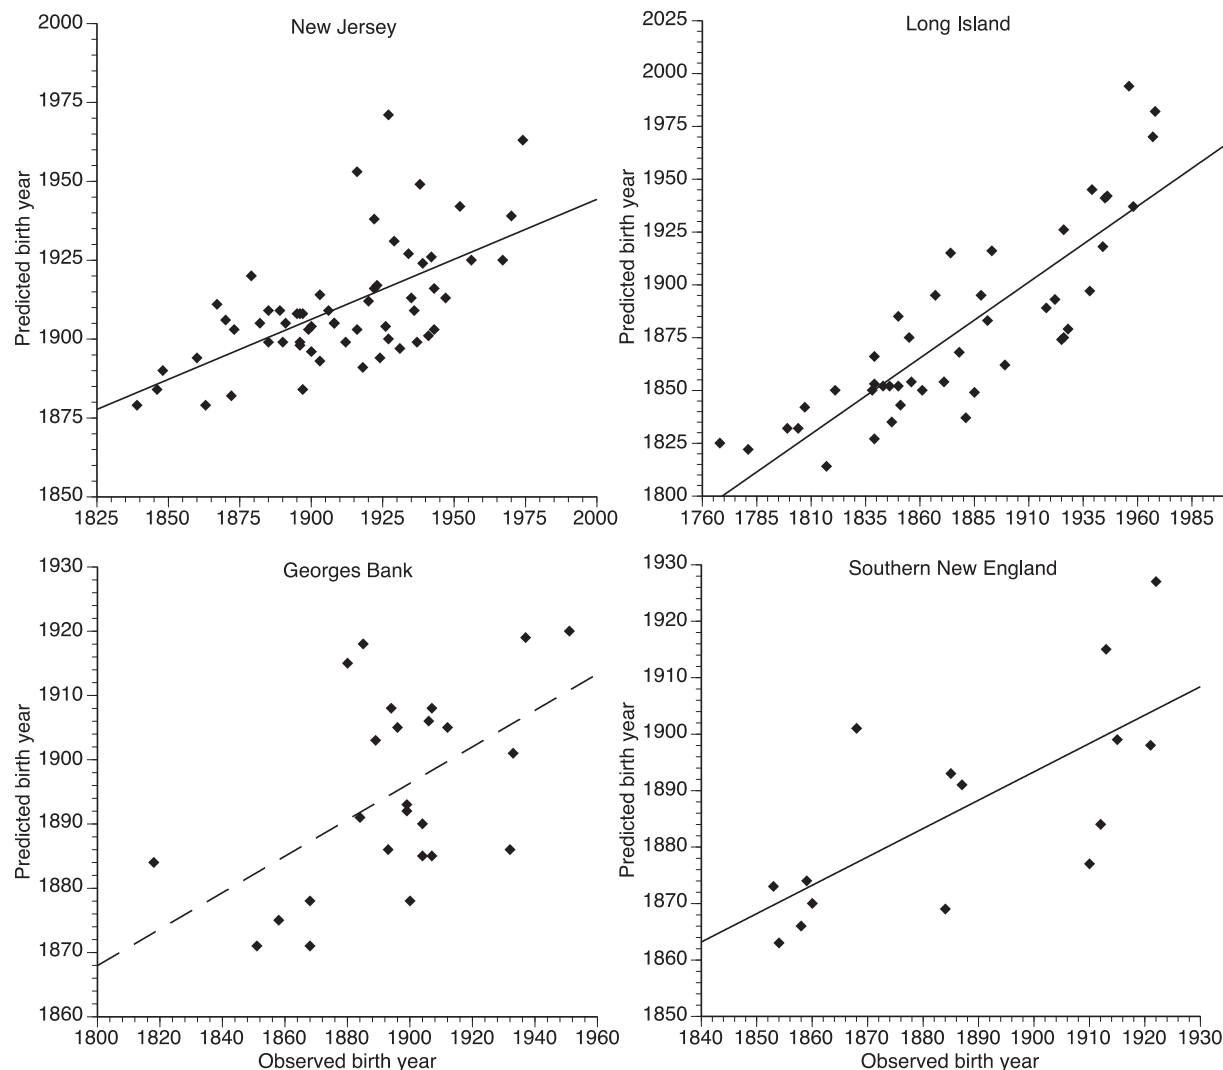 New Jersey
Predicted birth year
2000
1975
1950
1925
1900
1875
1850
1825 1850 1875 1900 1925 1950 1975 2000
Long Island
Predicted birth year
2025
2000
1975
1950
1925
1900
1875
1850
1825
1800
1760 1785 1810 1835 1860 1885 1910 1935 1960 1985
Georges Bank
Predicted birth year
1930
1920
1910
1900
1890
1880
1870
1860
1800 1820 1840 1860 1880 1900 1920 1940 1960
Observed birth year
Southern New England
Predicted birth year
1930
1920
1910
1900
1890
1880
1870
1860
1850
1840 1850 1860 1870 1880 1890 1900 1910 1920 1930
Observed birth year